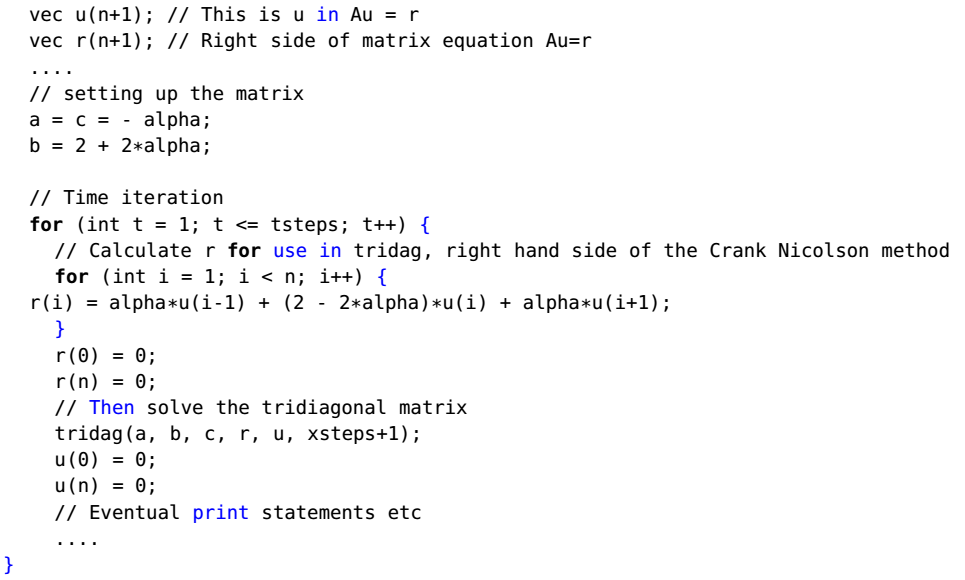 vec u(n+1); // This is u in Au = r
vec r(n+1); // Right side of matrix equation Au=r
....
// setting up the matrix
a = c = - alpha;
b = 2 + 2*alpha;

// Time iteration
for (int t = 1; t <= tsteps; t++) {
// Calculate r for use in tridag, right hand side of the Crank Nicolson method
for (int i = 1; i < n; i++) {
r(i) = alpha*u(i-1) + (2 - 2*alpha)*u(i) + alpha*u(i+1);
}
r(0) = 0;
r(n) = 0;
// Then solve the tridiagonal matrix
tridag(a, b, c, r, u, xsteps+1);
u(0) = 0;
u(n) = 0;
// Eventual print statements etc
....
}